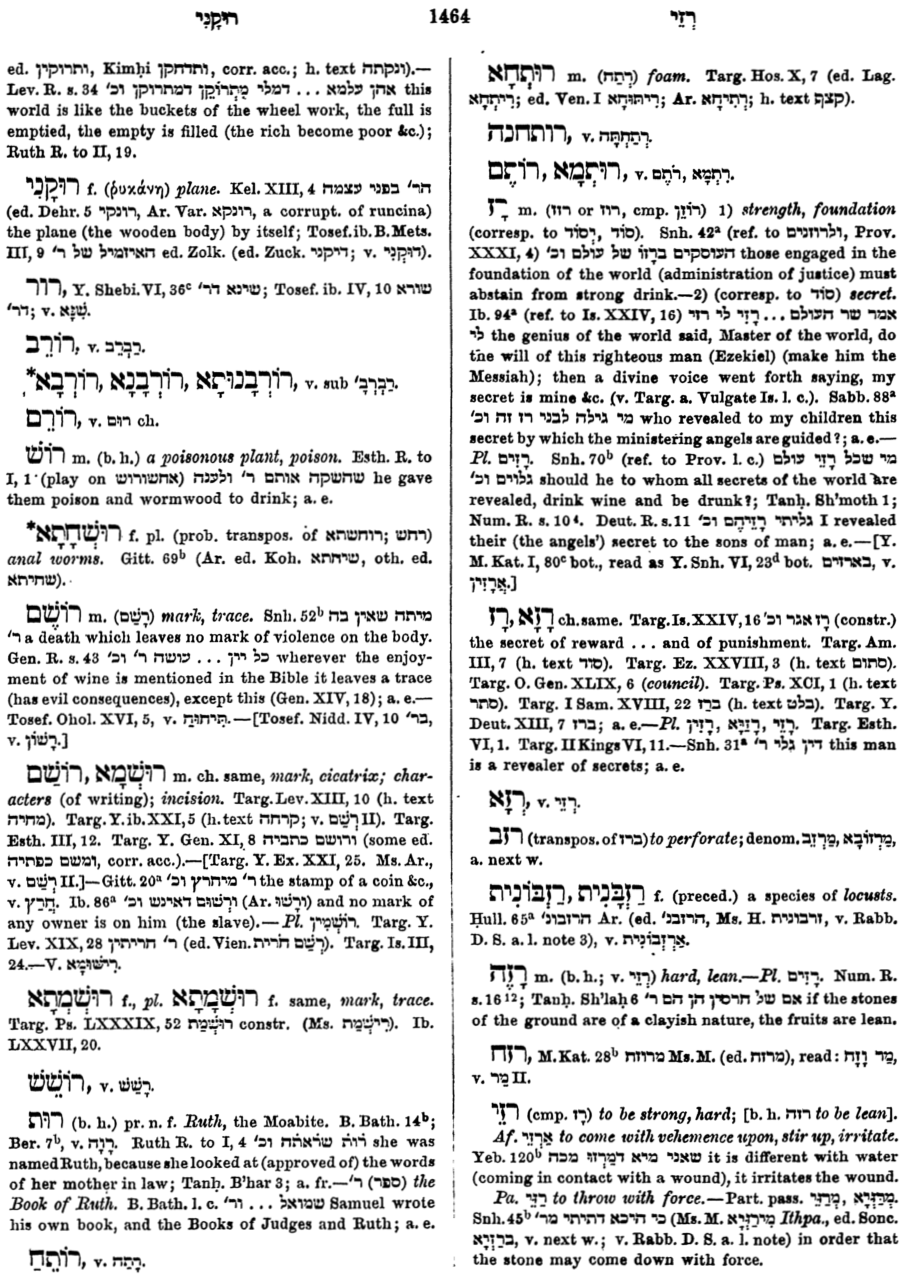 רוּקָנִי
1464
רְזֵי
ed. ותרוקין, Kimḥi ותדחקן, corr. acc.; h. text ונקתה).—
Lev. R. s. 34 אהן עלמא ... דמלי מְתְרוֹקֵן דמתרוקן וכ׳ this
world is like the buckets of the wheel work, the full is
emptied, the empty is filled (the rich become poor &c.);
Ruth R. to II, 19.
רוּקָנִי f. (ῥυκάνη) plane. Kel. XIII, 4 הר׳ בפני עצמה
(ed. Dehr. 5 רונקי, Ar. Var. רונקא, a corrupt. of runcina)
the plane (the wooden body) by itself; Tosef. ib. B. Mets.
III, 9 האיזמיל של ר׳ ed. Zolk. (ed. Zuck. דיקני; v. דוּקְנִי).
רור, Y. Shebi. VI, 36c שינא דר׳; Tosef. ib. IV, 10 שורא
דר׳; v. שִׁנָּא.
רוֹרֵב, v. רַבְרֵב.
*רוֹרְבָא, רוֹרְבָנָא, רוֹרְבָנוּתָא, v. sub רַבְרְבָ׳.
רוֹרֵם, v. רום ch.
רוֹשׁ m. (b. h.) a poisonous plant, poison. Esth. R. to
I, 1 (play on אחשורוש) שהשקה אותם ר׳ ולענה he gave
them poison and wormwood to drink; a. e.
*רוּשְׁחָתָא f. pl. (prob. transpos. of רוחשתא; רחש)
anal worms. Gitt. 69b (Ar. ed. Koh. שיחתא, oth. ed.
שחיתא).
רוֹשֶׁם m. (רָשַׁם) mark, trace. Snh. 52b מיתה שאין בה
ר׳ a death which leaves no mark of violence on the body.
Gen. R. s. 43 כל יין ... עושה ר׳ וכ׳ wherever the enjoy-
ment of wine is mentioned in the Bible it leaves a trace
(has evil consequences), except this (Gen. XIV, 18); a. e.—
Tosef. Ohol. XVI, 5, v. תִּיחוּחַ.—[Tosef. Nidd. IV, 10 בר׳,
v. רָשׁוֹן.]
רוּשְׁמָא, רוֹשַׁם m. ch. same, mark, cicatrix; char-
acters (of writing); incision. Targ. Lev. XIII, 10 (h. text
מחיה). Targ. Y. ib. XXI, 5 (h. text קרחה; v. רְשַׁם II). Targ.
Esth. III, 12. Targ. Y. Gen. XI, 8 ורושם כתביה (some ed.
ומשם כפתיה, corr. acc.).—[Targ. Y. Ex. XXI, 25. Ms. Ar.,
v. רְשַׁם II.]—Gitt. 20a ר׳ מיחרץ וכ׳ the stamp of a coin &c.,
v. חֲרַץ. Ib. 86a ורשום דאינש וכ׳ (Ar. ורשו) and no mark of
any owner is on him (the slave).—Pl. רוּשְׁמִין. Targ. Y.
Lev. XIX, 28 ר׳ חריתין (ed. Vien. רְשַׁם חרית). Targ. Is. III,
24.—V. רִישׁוּמָא.
רוּשְׁמְתָא f., pl. רוּשְׁמָתָא f. same, mark, trace.
Targ. Ps. LXXXIX, 52 רוּשְׁמַת constr. (Ms. רִישְׁמַת). Ib.
LXXVII, 20.
רוֹשֵׁשׁ, v. רָשַׁשׁ.
רוּת (b. h.) pr. n. f. Ruth, the Moabite. B. Bath. 14b;
Ber. 7b, v. רָוָה. Ruth R. to I, 4 רות שראתה וכ׳ she was
named Ruth, because she looked at (approved of) the words
of her mother in law; Tanḥ. B'har 3; a. fr.—(ספר) ר׳ the
Book of Ruth. B. Bath. l. c. שמואל ... ור׳ Samuel wrote
his own book, and the Books of Judges and Ruth; a. e.
רוֹתֵחַ, v. רָתַח.
רוּתְחָא m. (רְתַח) foam. Targ. Hos. X, 7 (ed. Lag.
רִיתְחָא; ed. Ven. I רִיתּוּחָא; Ar. רְתִיחָא; h. text קצף).
רותחנה, v. רַתַחְתָּה.
רוּתְמָא, רוֹתֶם, v. רִתְמָא, רֹתֶם.
רָז m. (רזז or רוז, cmp. רוֹזֵן) 1) strength, foundation
(corresp. to סוֹד, יְסוֹד). Snh. 42a (ref. to ולרוזנים, Prov.
XXXI, 4) העוסקים ברָזוֹ של עולם וכ׳ those engaged in the
foundation of the world (administration of justice) must
abstain from strong drink.—2) (corresp. to סוֹד) secret.
Ib. 94a (ref. to Is. XXIV, 16) אמר שר העולם ... רָזִי לי רזי
לי the genius of the world said, Master of the world, do
the will of this righteous man (Ezekiel) (make him the
Messiah); then a divine voice went forth saying, my
secret is mine &c. (v. Targ. a. Vulgate Is. l. c.). Sabb. 88a
מי גילה לבני רז זה וכ׳ who revealed to my children this
secret by which the ministering angels are guided?; a. e.—
Pl. רָזִים. Snh. 70b (ref. to Prov. l. c.) מי שכל רָזֵי עולם
גלוים וכ׳ should he to whom all secrets of the world are
revealed, drink wine and be drunk?; Tanḥ. Sh'moth 1;
Num. R. s. 10⁴. Deut. R. s. 11 גליתי רָזֵיהֶם וכ׳ I revealed
their (the angels') secret to the sons of man; a. e.—[Y.
M. Kat. I, 80c bot., read as Y. Snh. VI, 23d bot. בארזים, v.
אֲרָזִין.]
רָזָא, רָז ch. same. Targ. Is. XXIV, 16 רָז אגר וכ׳ (constr.)
the secret of reward ... and of punishment. Targ. Am.
III, 7 (h. text סוד). Targ. Ez. XXVIII, 3 (h. text סתום).
Targ. O. Gen. XLIX, 6 (council). Targ. Ps. XCI, 1 (h. text
סתר). Targ. I Sam. XVIII, 22 ברָז (h. text בלט). Targ. Y.
Deut. XIII, 7 ברז; a. e.—Pl. רָזִין, רָזַיָּא, רָזֵי. Targ. Esth.
VI, 1. Targ. II Kings VI, 11.—Snh. 31a דין גלי ר׳ this man
is a revealer of secrets; a. e.
רְזָא, v. רְזֵי.
רזב (transpos. of ברז) to perforate; denom. מַרְזֵב, מַרְזוֹבָא,
a. next w.
רַזְבָּנִית, רַזְבּוֹנִית f. (preced.) a species of locusts.
Ḥull. 65a הרזבונ׳ Ar. (ed. הרזבנ׳, Ms. H. זרבונית, v. Rabb.
D. S. a. l. note 3), v. אַרְזְבּוֹנִית.
רָזֶה m. (b. h.; v. רְזֵי) hard, lean.—Pl. רָזִים. Num. R.
s. 16¹²; Tanḥ. Sh'laḥ 6 אם של חרסין הן הם ר׳ if the stones
of the ground are of a clayish nature, the fruits are lean.
רזח, M. Kat. 28b מרוזח Ms. M. (ed. מרזח), read: מַר זָוַח,
v. מַר II.
רְזֵי (cmp. רָז) to be strong, hard; [b. h. רזה to be lean].
Af. אַרְזֵי to come with vehemence upon, stir up, irritate.
Yeb. 120b שאני מיא דמַרְזוּ מכה it is different with water
(coming in contact with a wound), it irritates the wound.
Pa. רַזֵּי to throw with force.—Part. pass. מְרַזֵּי, מְרַזְּיָא.
Snh. 45b כי היכא דתיתי מר׳ (Ms. M. מִירַזְּיָא Ithpa., ed. Sonc.
בְּרַזְיָא, v. next w.; v. Rabb. D. S. a. l. note) in order that
the stone may come down with force.